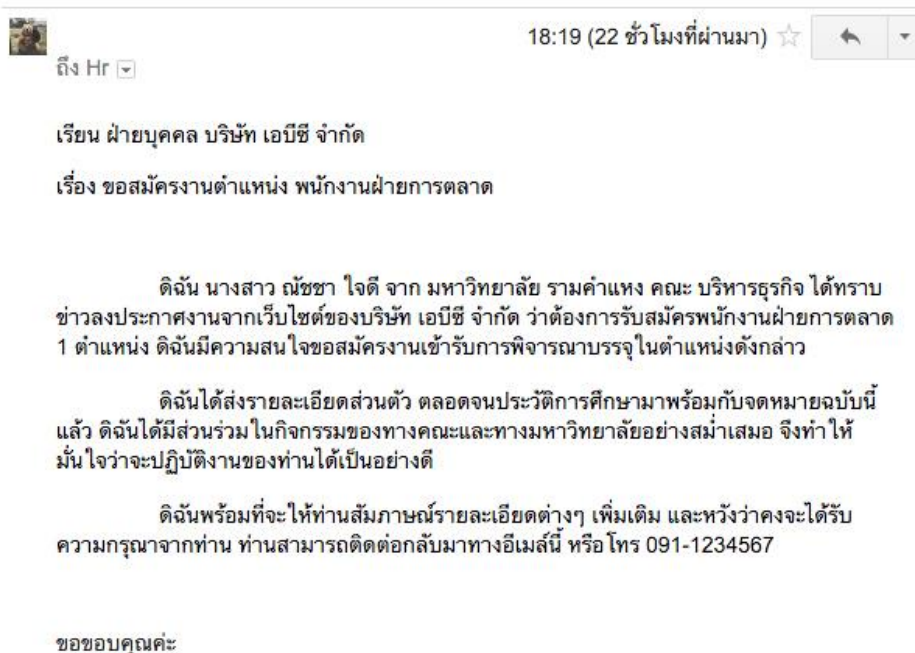 18:19 (22 ชั่วโมงที่ผ่านมา)
ถึง Hr
เรียน ฝ่ายบุคคล บริษัท เอบีซี จำกัด
เรื่อง ขอสมัครงานตำแหน่ง พนักงานฝ่ายการตลาด
ดิฉัน นางสาว ณัชชา ใจดี จาก มหาวิทยาลัย รามคำแหง คณะ บริหารธุรกิจ ได้ทราบ
ข่าวลงประกาศงานจากเว็บไซต์ของบริษัท เอบีซี จำกัด ว่าต้องการรับสมัครพนักงานฝ่ายการตลาด
1 ตำแหน่ง ดิฉันมีความสนใจขอสมัครงานเข้ารับการพิจารณาบรรจุในตำแหน่งดังกล่าว
ดิฉันได้ส่งรายละเอียดส่วนตัว ตลอดจนประวัติการศึกษามาพร้อมกับจดหมายฉบับนี้
แล้ว ดิฉันได้มีส่วนร่วมในกิจกรรมของทางคณะและทางมหาวิทยาลัยอย่างสม่ำเสมอ จึงทำให้
มั่นใจว่าจะปฏิบัติงานของท่านได้เป็นอย่างดี
ดิฉันพร้อมที่จะให้ท่านสัมภาษณ์รายละเอียดต่างๆ เพิ่มเติม และหวังว่าคงจะได้รับ
ความกรุณาจากท่าน ท่านสามารถติดต่อกลับมาทางอีเมล์นี้ หรือโทร 091-1234567
ขอขอบคุณค่ะ